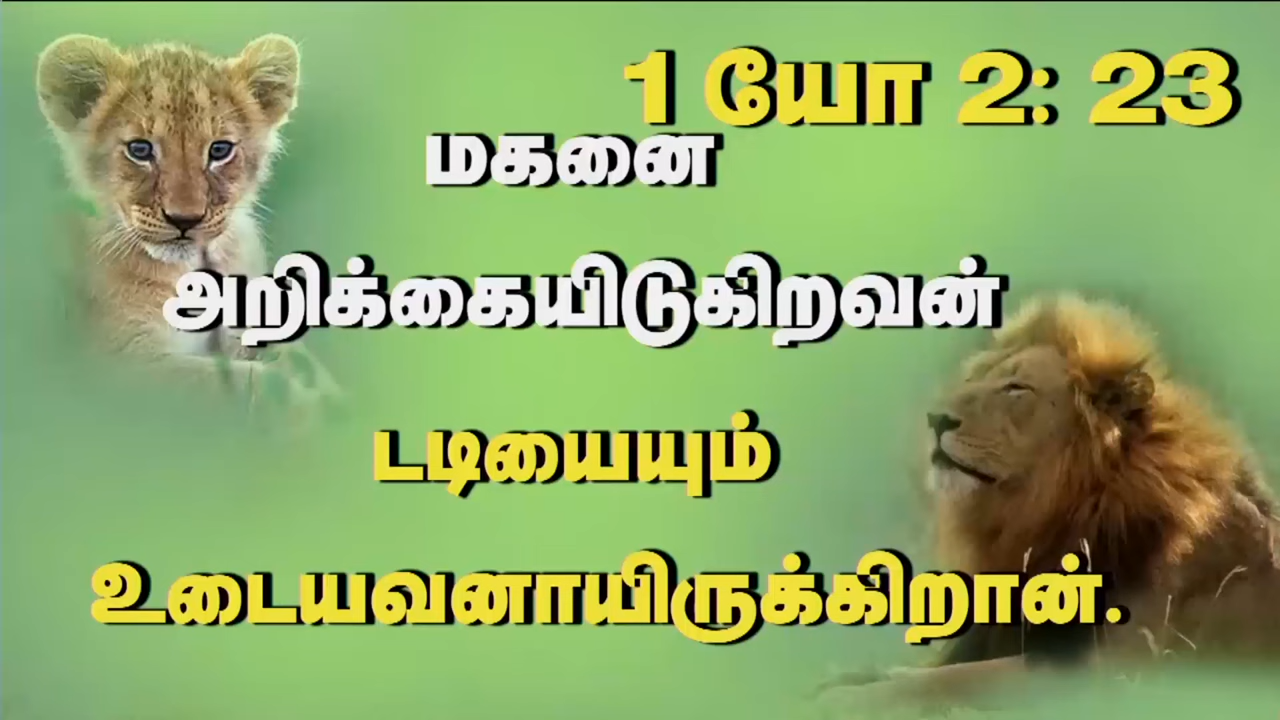 1 யோ 2: 23
மகனை
அறிக்கையிடுகிறவன்
டடியையும்
உடையவனாயிருக்கிறான்.